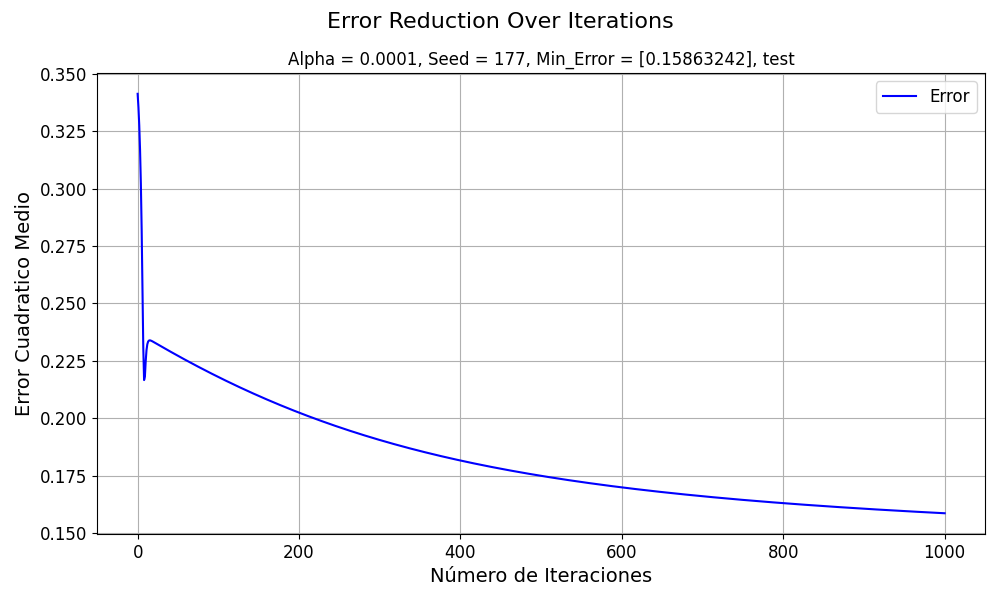 Error Reduction Over Iterations
Alpha = 0.0001, Seed = 177, Min_Error = [0.15863242], test
Error
Error Cuadratico Medio
0.350
0.325
0.300
0.275
0.250
0.225
0.200
0.175
0.150
0 200 400 600 800 1000
Número de Iteraciones